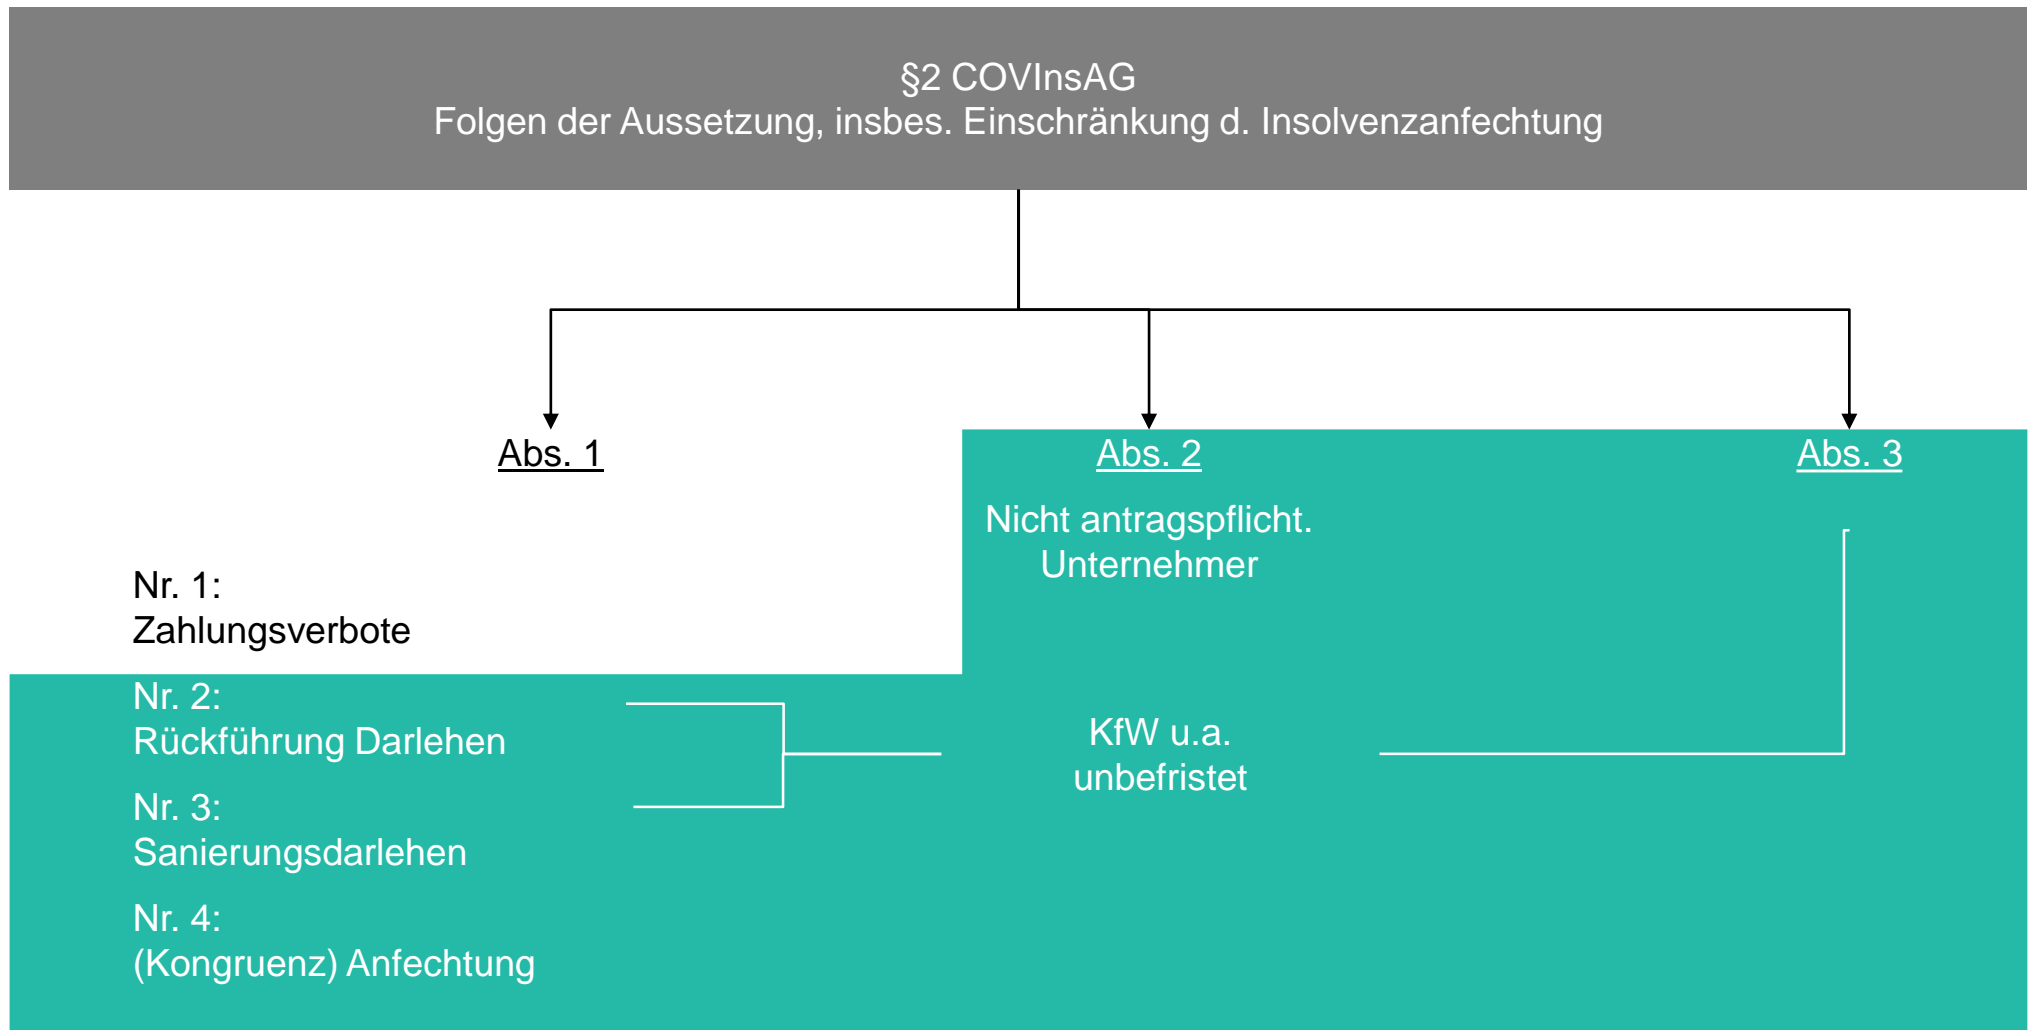 §2 COVInsAG
Folgen der Aussetzung, insbes. Einschränkung d. Insolvenzanfechtung
Abs. 1
Nr. 1:
Zahlungsverbote
Nr. 2:
Rückführung Darlehen
Nr. 3:
Sanierungsdarlehen
Nr. 4:
(Kongruenz) Anfechtung
Abs. 2
Nicht antragspflicht.
Unternehmer
KfW u.a.
unbefristet
Abs. 3